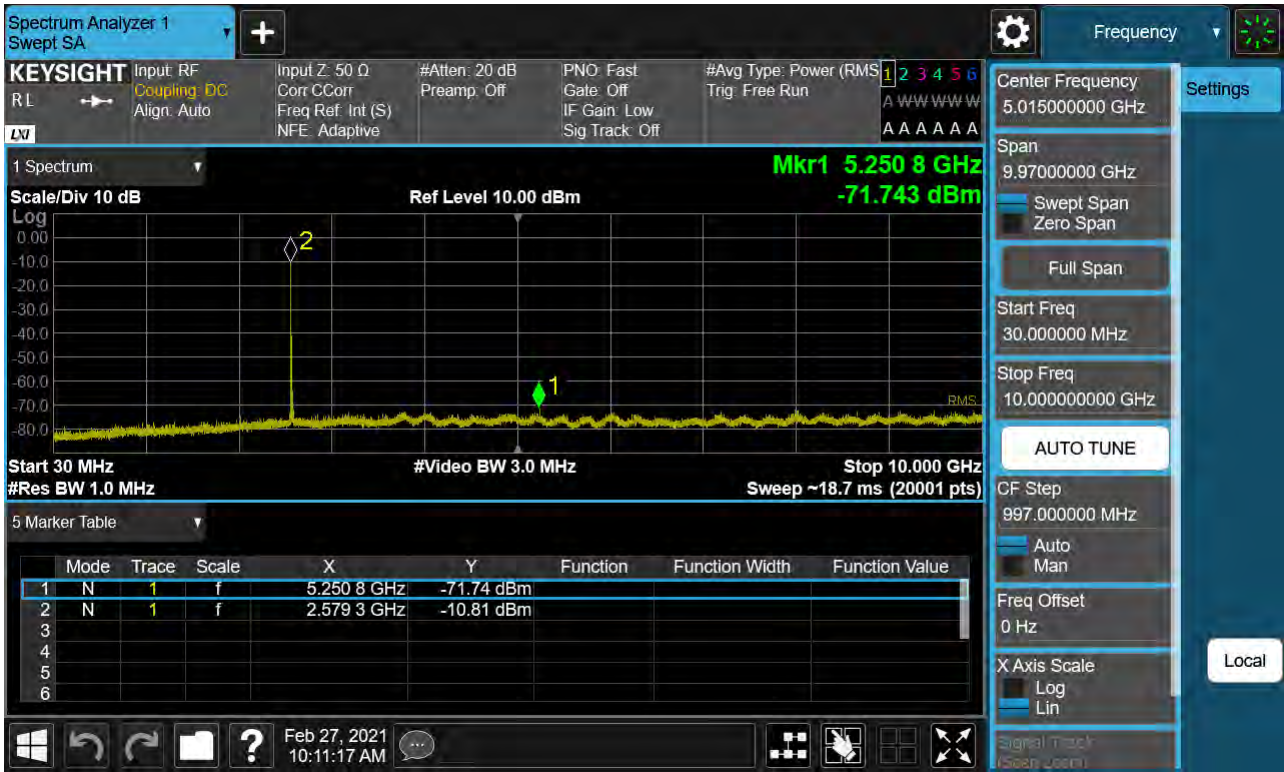 Spectrum Analyzer 1
Swept SA
+
Frequency
KEYSIGHT
RL
LXI
Input: RF
Coupling: DC
Align: Auto
Input Z: 50 Ω
Corr CCorr
Freq Ref: Int (S)
NFE: Adaptive
#Atten: 20 dB
Preamp: Off
PNO: Fast
Gate: Off
IF Gain: Low
Sig Track: Off
#Avg Type: Power (RMS
Trig: Free Run
1 2 3 4 5 6
A W W W W W
A A A A A A
1 Spectrum
Scale/Div 10 dB
Ref Level 10.00 dBm
Mkr1 5.250 8 GHz
-71.743 dBm
Log
0.00
-10.0
-20.0
-30.0
-40.0
-50.0
-60.0
-70.0
-80.0
2
1
RMS
Start 30 MHz
#Video BW 3.0 MHz
Stop 10.000 GHz
#Res BW 1.0 MHz
Sweep ~18.7 ms (20001 pts)
5 Marker Table
Mode Trace Scale X Y Function Function Width Function Value
1 N 1 f 5.250 8 GHz -71.74 dBm
2 N 1 f 2.579 3 GHz -10.81 dBm
3
4
5
6
Feb 27, 2021
10:11:17 AM
?
Center Frequency
5.015000000 GHz
Span
9.97000000 GHz
Swept Span
Zero Span
Full Span
Start Freq
30.000000 MHz
Stop Freq
10.000000000 GHz
AUTO TUNE
CF Step
997.000000 MHz
Auto
Man
Freq Offset
0 Hz
X Axis Scale
Log
Lin
Signal Track
(Span Zoom)
Settings
Local